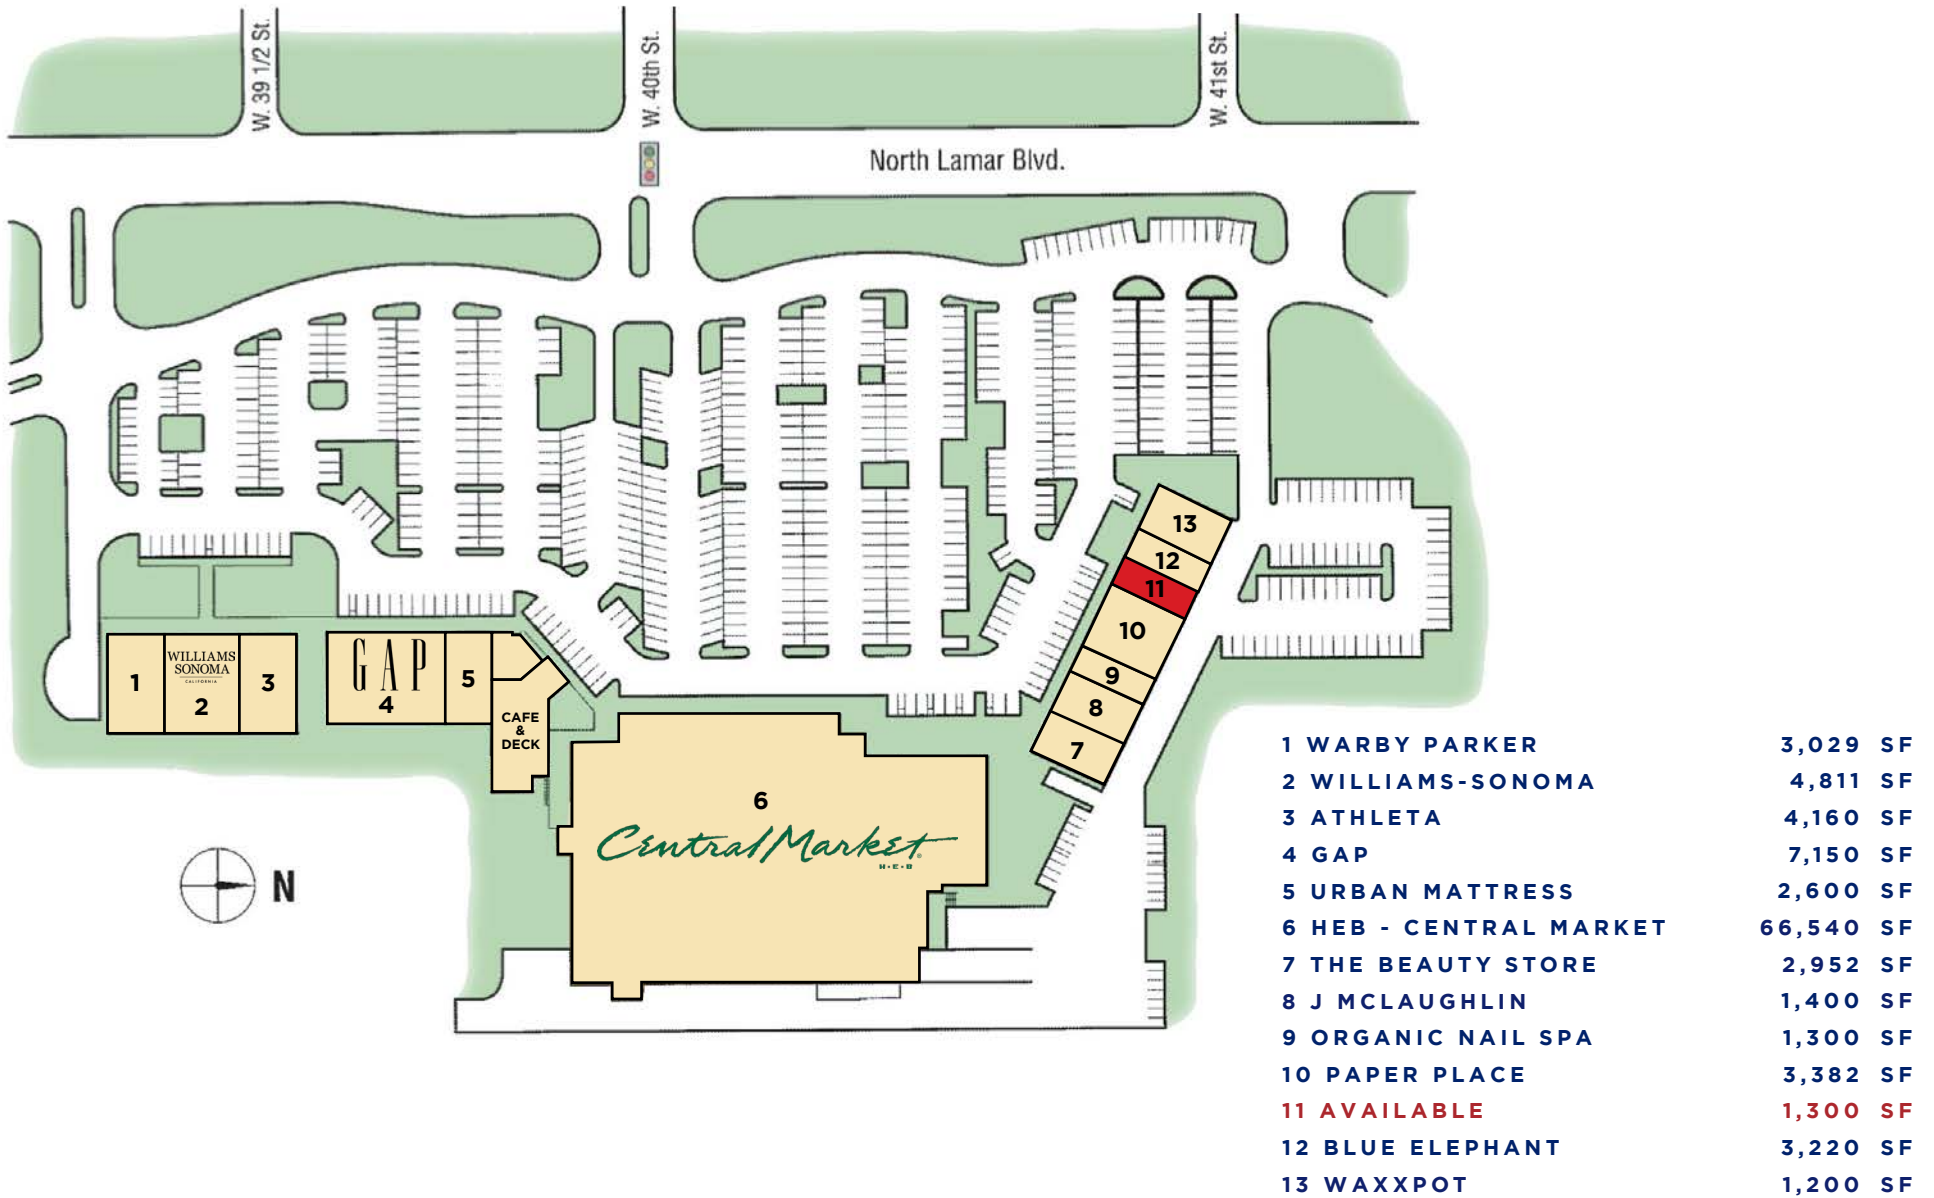 W. 39 1/2 St.
W. 40th St.
W. 41st St.
North Lamar Blvd.
13
12
11
10
9
8
7
1
WILLIAMS
SONOMA
CALIFORNIA
2
3
GAP
4
5
CAFE
&
DECK
6
Central Market
H-E-B
N
1 WARBY PARKER 3,029 SF
2 WILLIAMS-SONOMA 4,811 SF
3 ATHLETA 4,160 SF
4 GAP 7,150 SF
5 URBAN MATTRESS 2,600 SF
6 HEB - CENTRAL MARKET 66,540 SF
7 THE BEAUTY STORE 2,952 SF
8 J MCLAUGHLIN 1,400 SF
9 ORGANIC NAIL SPA 1,300 SF
10 PAPER PLACE 3,382 SF
11 AVAILABLE 1,300 SF
12 BLUE ELEPHANT 3,220 SF
13 WAXXPOT 1,200 SF